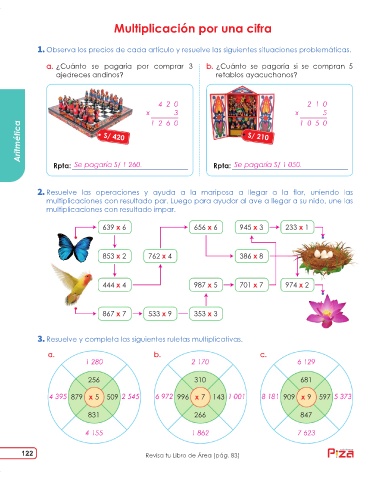 Multiplicación por una cifra
1. Observa los precios de cada artículo y resuelve las siguientes situaciones problemáticas.
a. ¿Cuánto se pagaría por comprar 3
ajedreces andinos?
4 2 0
x 3
1 2 6 0
S/ 420
Rpta: Se pagaría S/ 1 260.
b. ¿Cuánto se pagaría si se compran 5
retablos ayacuchanos?
2 1 0
x 5
1 0 5 0
S/ 210
Rpta: Se pagaría S/ 1 050.
Aritmética
2. Resuelve las operaciones y ayuda a la mariposa a llegar a la flor, uniendo las
multiplicaciones con resultado par. Luego para ayudar al ave a llegar a su nido, une las
multiplicaciones con resultado impar.
639 x 6 656 x 6 945 x 3 233 x 1
853 x 2 762 x 4 386 x 8
444 x 4 987 x 5 701 x 7 974 x 2
867 x 7 533 x 9 353 x 3
3. Resuelve y completa las siguientes ruletas multiplicativas.
a.
1 280
256
4 395 879 x 5 509 2 545
831
4 155
b.
2 170
310
6 972 996 x 7 143 1 001
266
1 862
c.
6 129
681
8 181 909 x 9 597 5 373
847
7 623
122
Revisa tu Libro de Área (pág. 83)
Piza